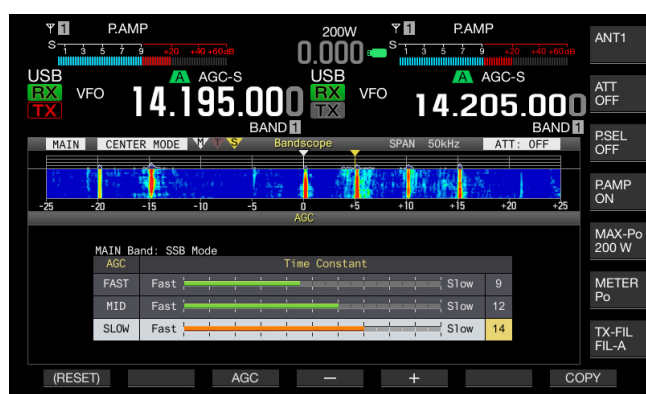 1 P.AMP 200W 1 P.AMP ANT1
S 1 3 5 7 9 +20 +40 +60dB 0.000 S 1 3 5 7 9 +20 +40 +60dB
USB A AGC-S USB A AGC-S ATT OFF
RX VFO 14.195.000 RX VFO 14.205.000
TX TX
BAND 1 BAND 1
P.SEL OFF
MAIN CENTER MODE M T S Bandscope SPAN 50kHz ATT: OFF
P.AMP ON
-25 -20 -15 -10 -5 0 +5 +10 +15 +20 +25
AGC
MAX-Po 200 W
MAIN Band: SSB Mode
AGC Time Constant
FAST Fast Slow 9
METER Po
MID Fast Slow 12
SLOW Fast Slow 14
TX-FIL FIL-A
(RESET) AGC — + COPY